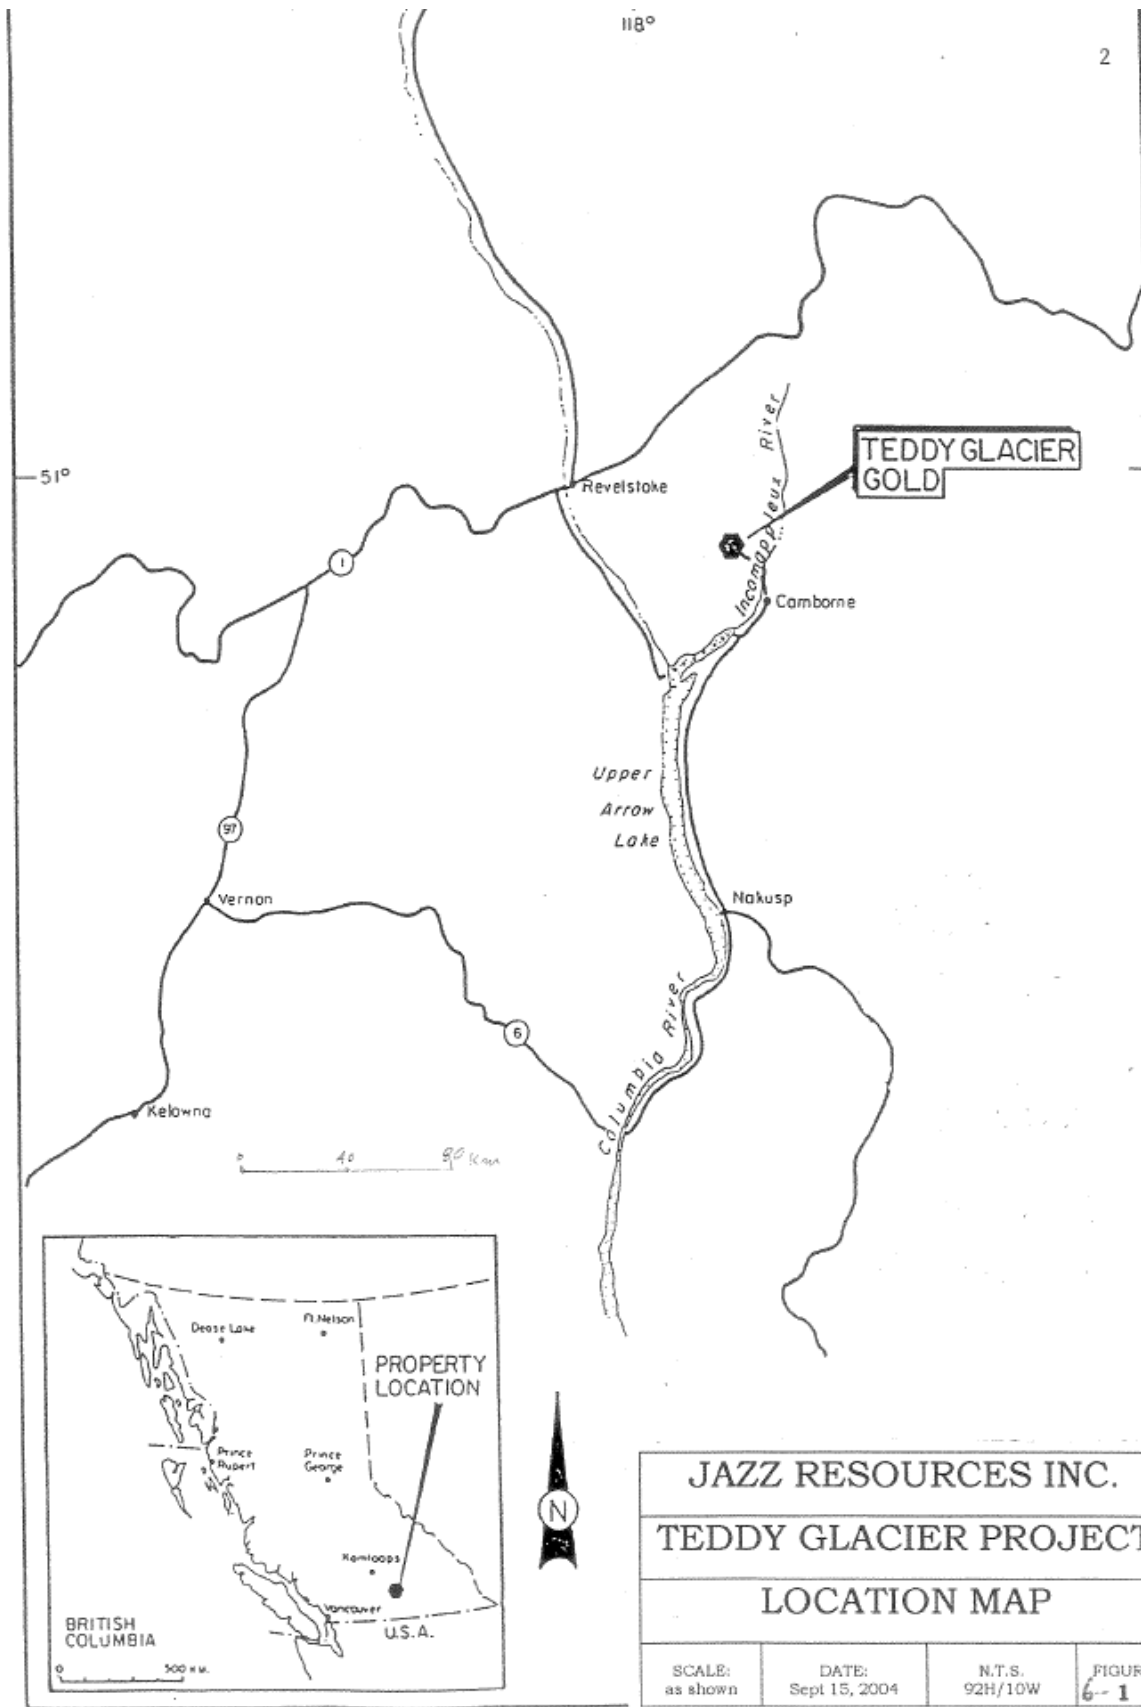 118°
2
51°
Revelstoke
Incomappleux River
TEDDY GLACIER
GOLD
1
Camborne
Upper
Arrow
Lake
97
Vernon
Nakusp
Columbia River
6
Kelowna
0 40 80 Km
Dease Lake
Ft. Nelson
PROPERTY
LOCATION
Prince
Rupert
Prince
George
Kamloops
Vancouver
U.S.A.
BRITISH
COLUMBIA
0 500 KM.
N
JAZZ RESOURCES INC.
TEDDY GLACIER PROJECT
LOCATION MAP
SCALE:
as shown
DATE:
Sept 15, 2004
N.T.S.
92H/10W
FIGUR
6-1